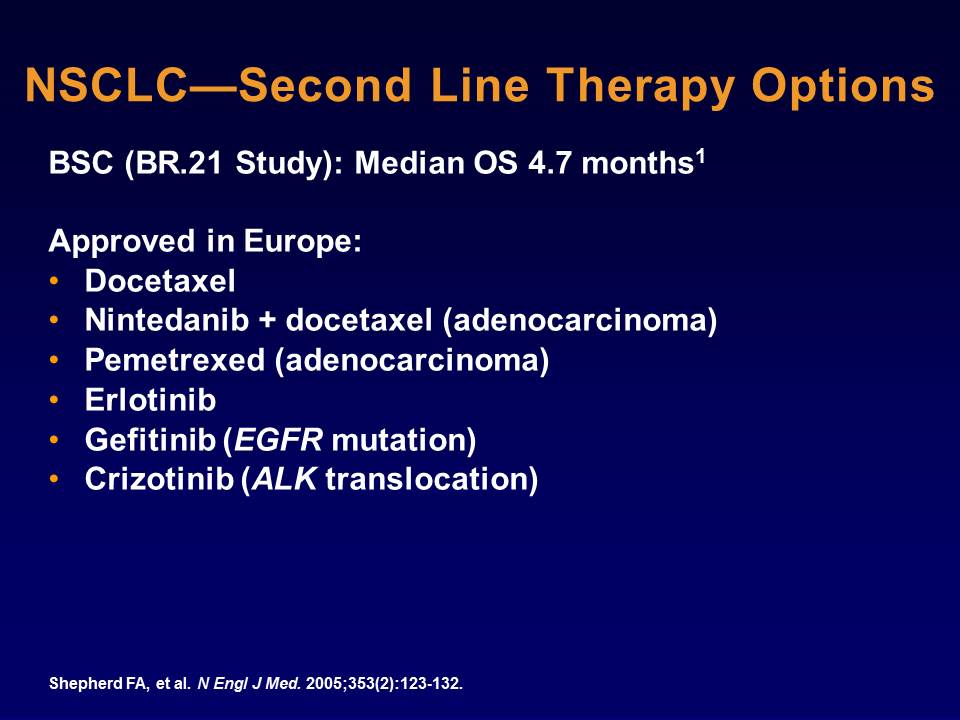 NSCLC—Second Line Therapy Options
BSC (BR.21 Study): Median OS 4.7 months¹
Approved in Europe:
• Docetaxel
• Nintedanib + docetaxel (adenocarcinoma)
• Pemetrexed (adenocarcinoma)
• Erlotinib
• Gefitinib (EGFR mutation)
• Crizotinib (ALK translocation)
Shepherd FA, et al. N Engl J Med. 2005;353(2):123-132.